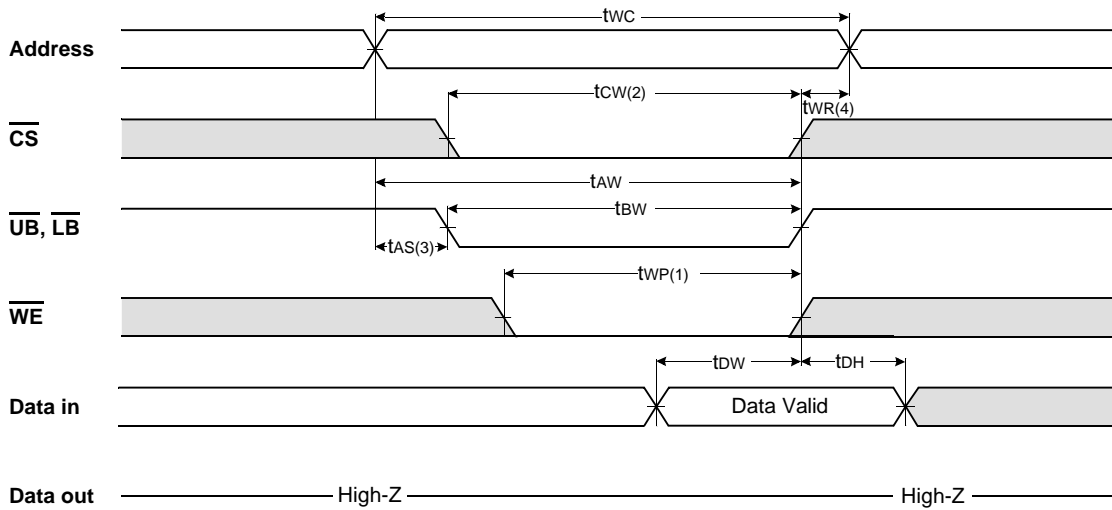 tWC
Address
tCW(2)
tWR(4)
CS
tAW
tBW
UB, LB
tAS(3)
tWP(1)
WE
tDW
tDH
Data in
Data Valid
Data out
High-Z
High-Z